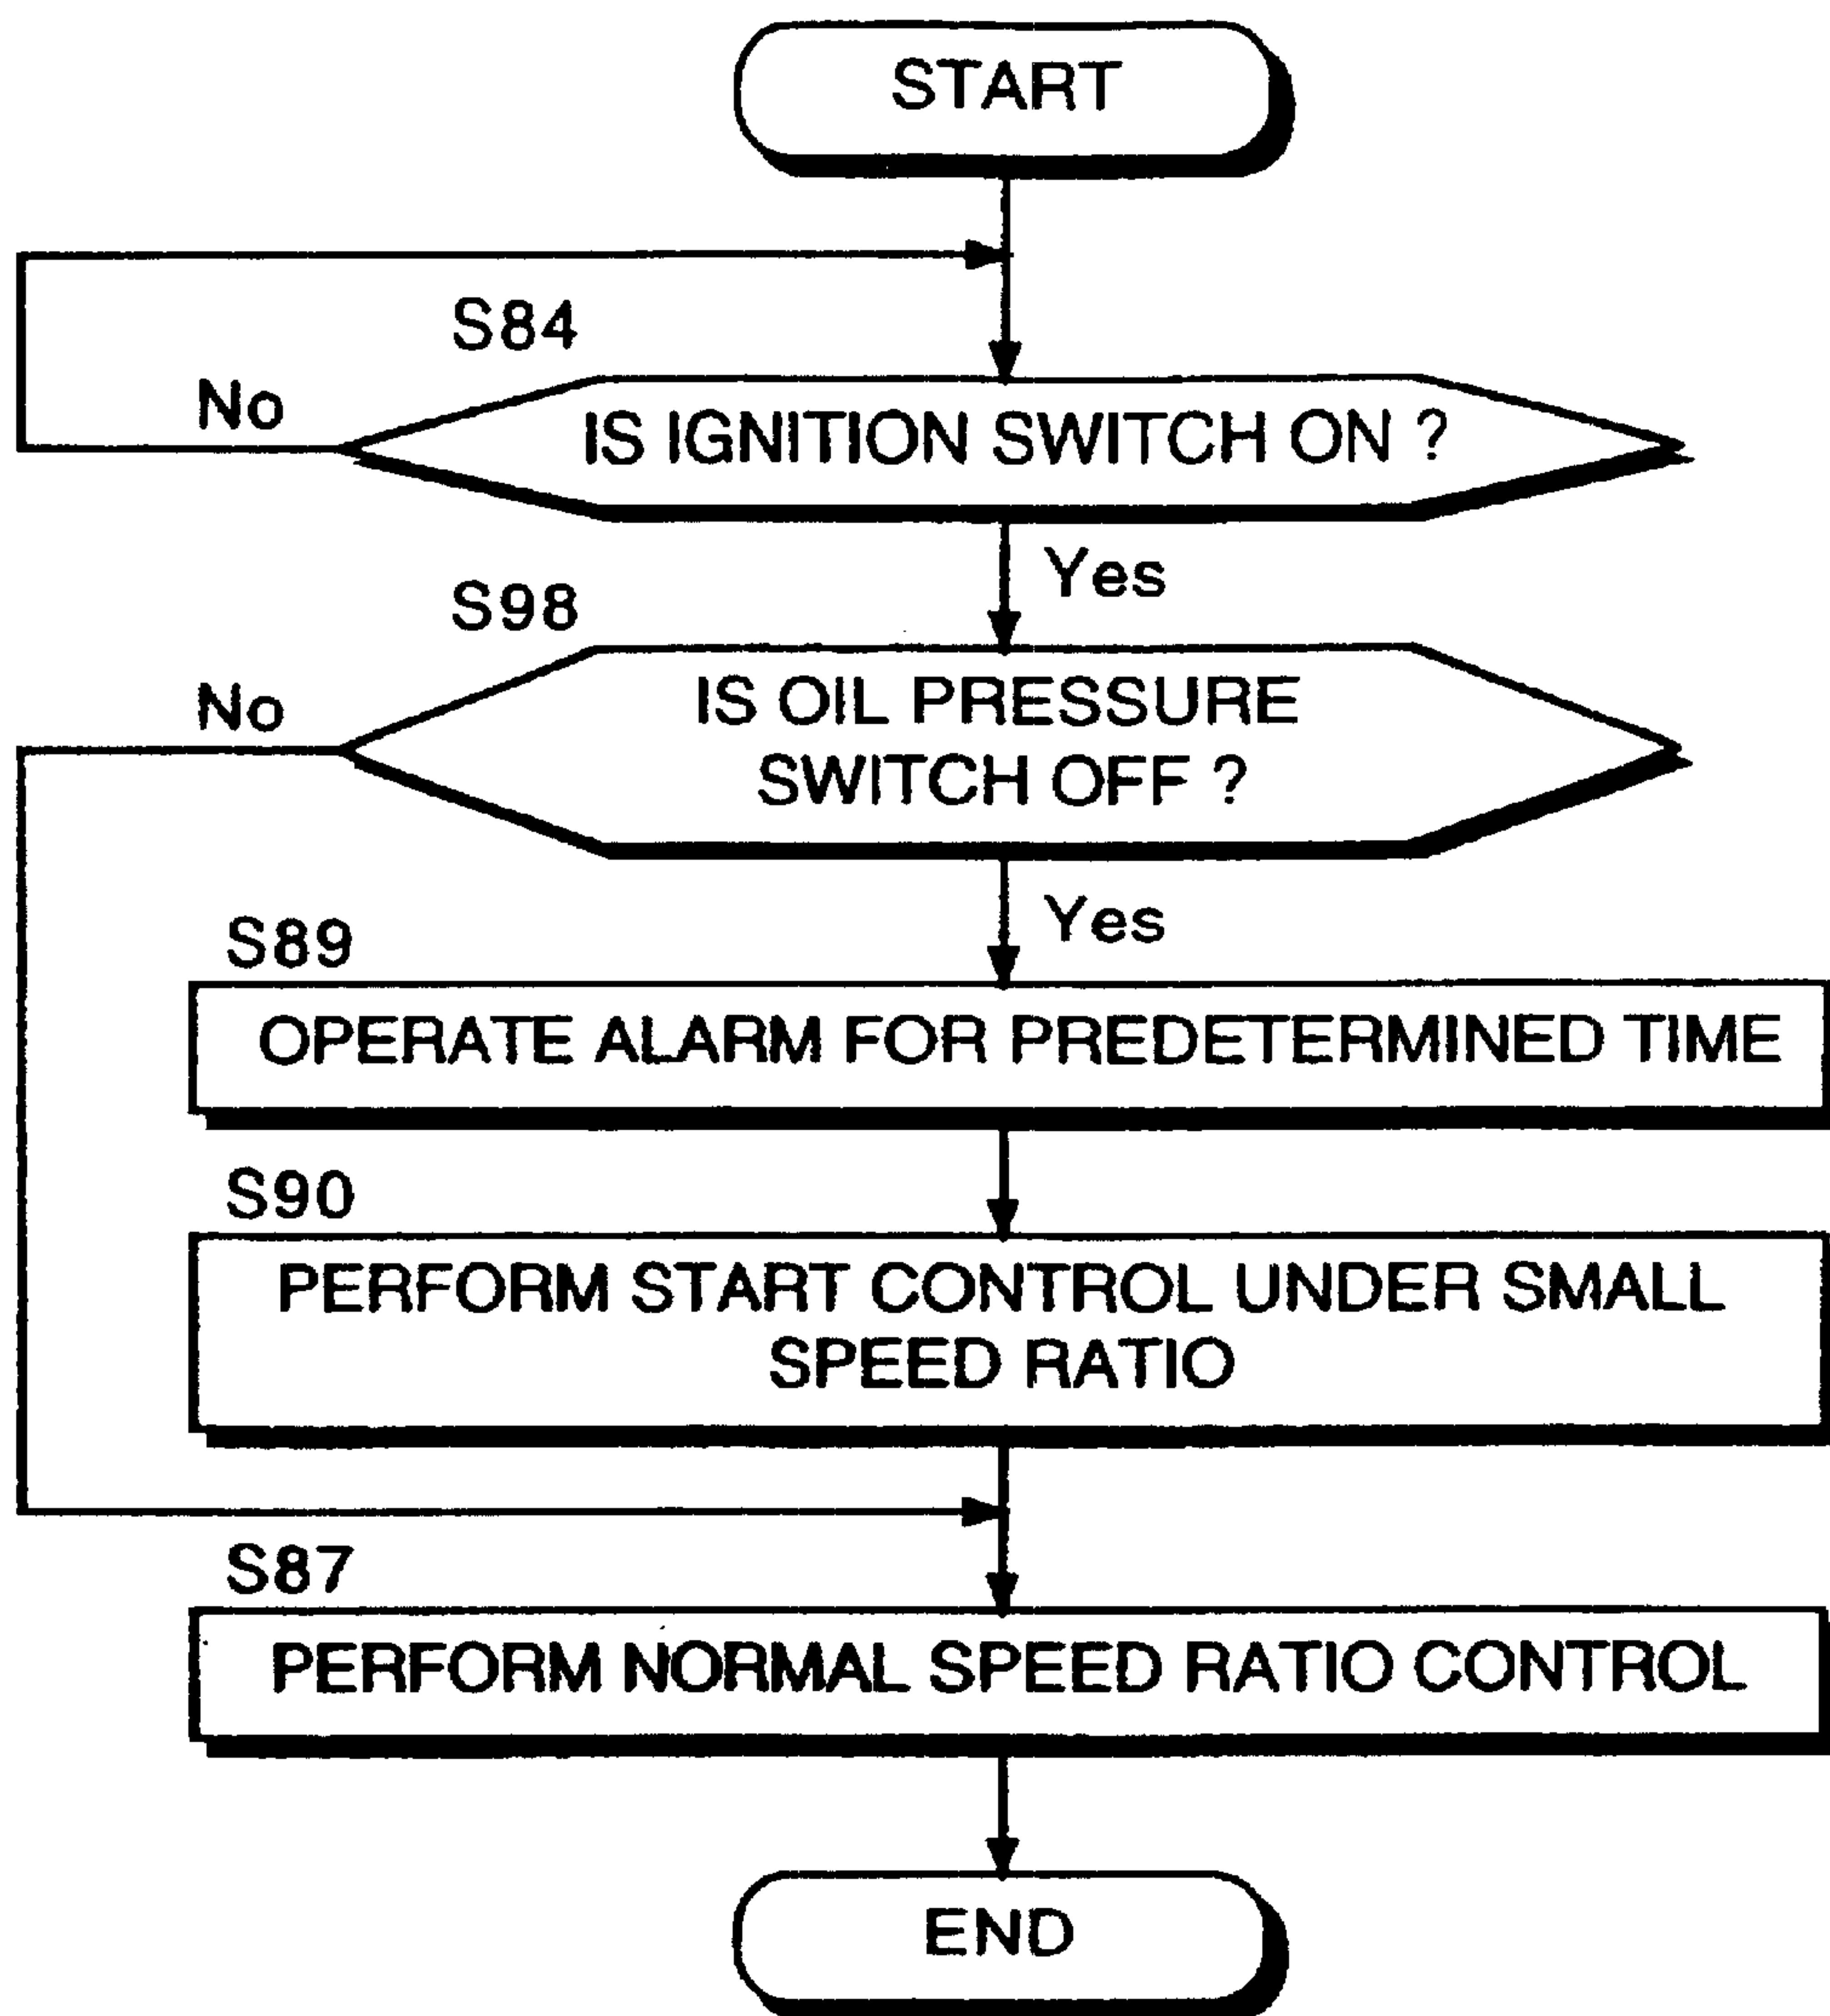 START
S84
No
IS IGNITION SWITCH ON ?
Yes
S98
No
IS OIL PRESSURE
SWITCH OFF ?
Yes
S89
OPERATE ALARM FOR PREDETERMINED TIME
S90
PERFORM START CONTROL UNDER SMALL
SPEED RATIO
S87
PERFORM NORMAL SPEED RATIO CONTROL
END